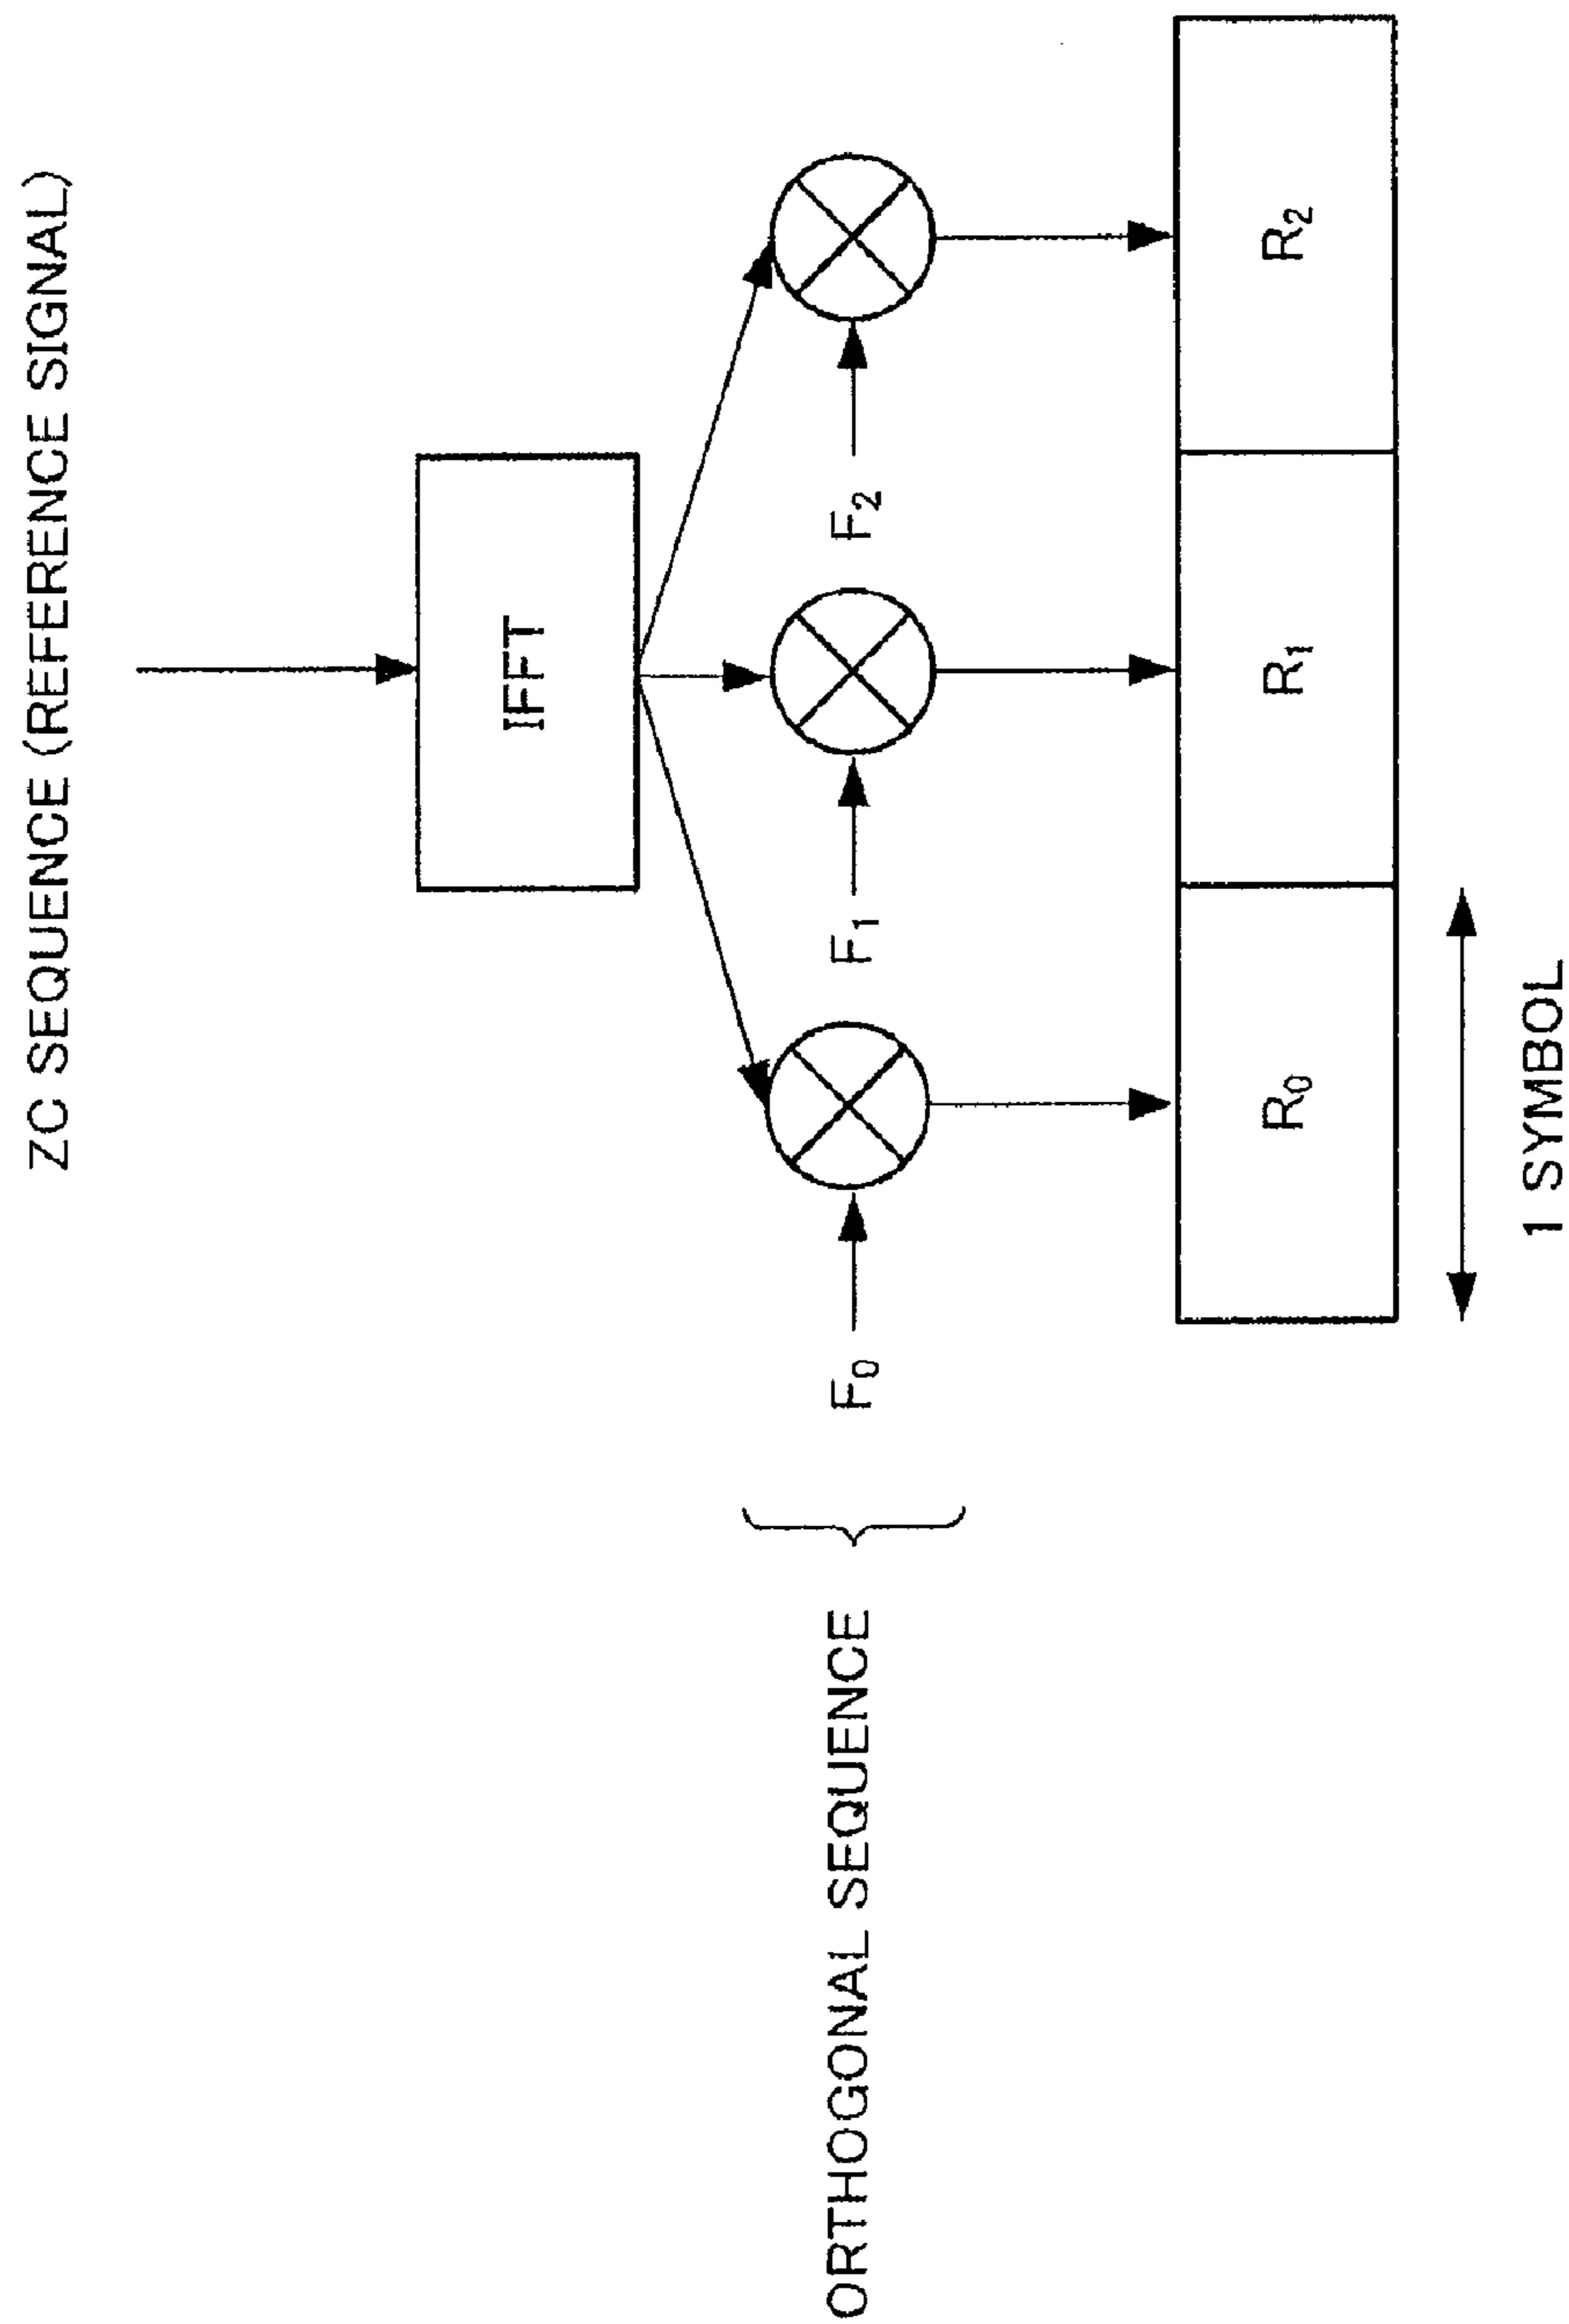 ZC SEQUENCE (REFERENCE SIGNAL)
IFFT
ORTHOGONAL SEQUENCE
F₀
F₁
F₂
R₀
R₁
R₂
1 SYMBOL